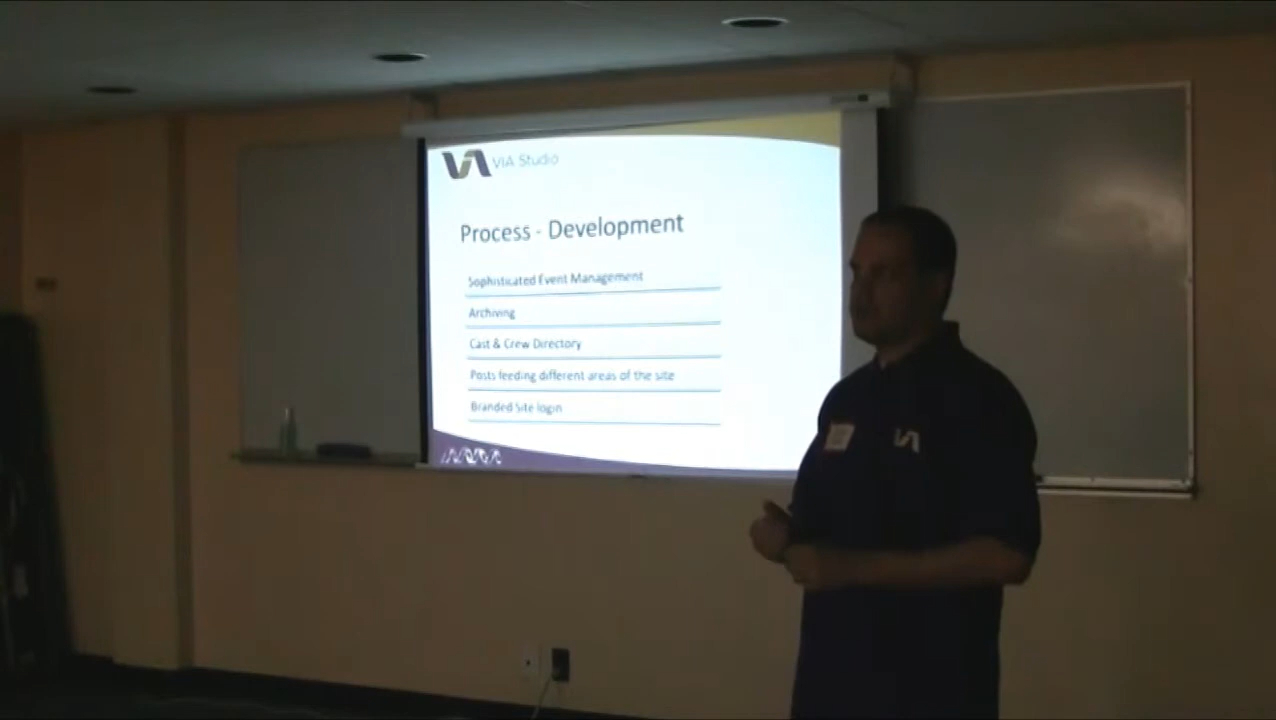 VIA Studio
Process - Development
Sophisticated Event Management
Archiving
Cast & Crew Directory
Posts feeding different areas of the site
Branded Site login